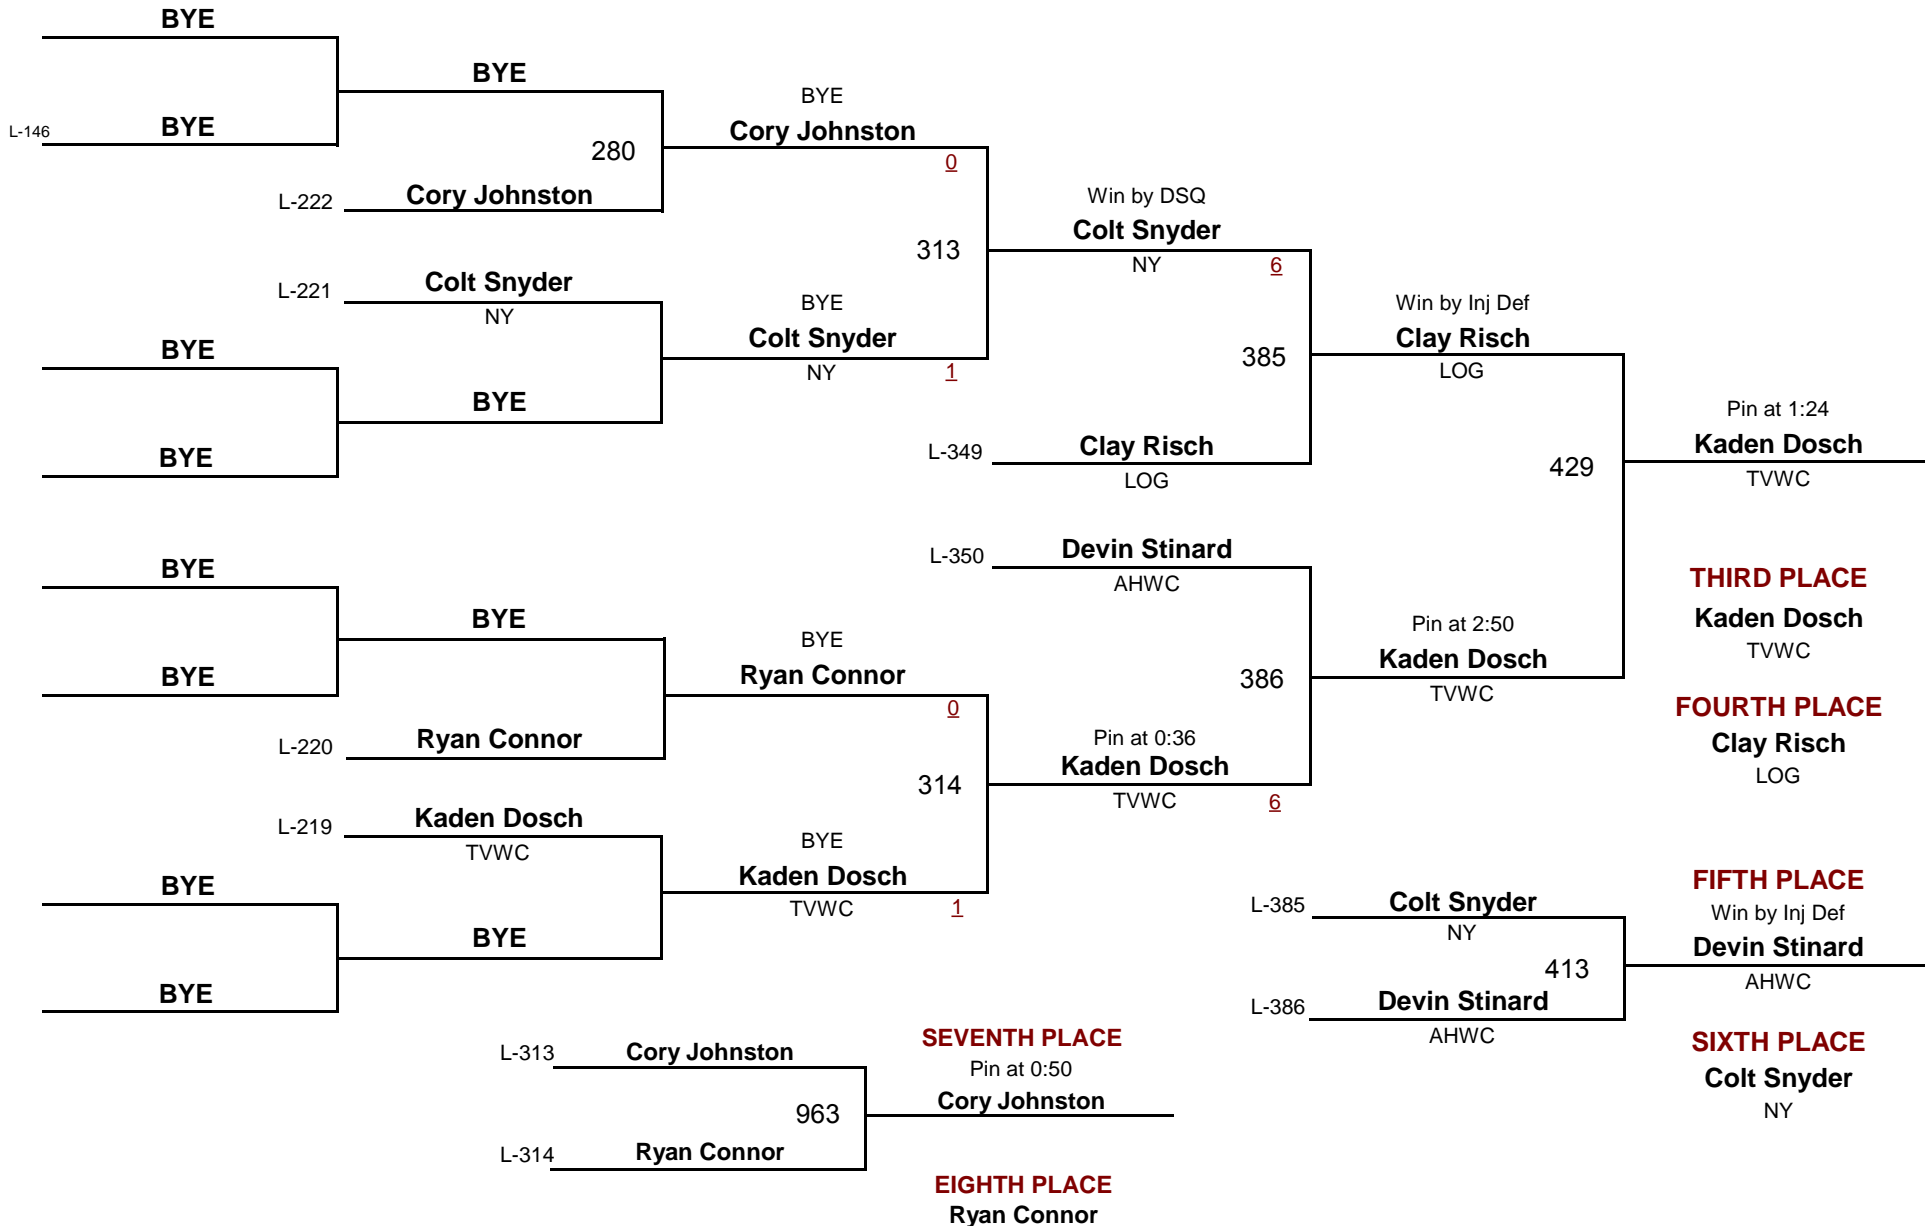 BYE
BYE
BYE
L-146
BYE
Cory Johnston
0
280
L-222
Cory Johnston
Win by DSQ
Colt Snyder
NY
6
313
L-221
Colt Snyder
NY
BYE
Colt Snyder
NY
1
BYE
BYE
BYE
Win by Inj Def
Clay Risch
LOG
385
L-349
Clay Risch
LOG
Pin at 1:24
Kaden Dosch
TVWC
429
L-350
Devin Stinard
AHWC
BYE
BYE
BYE
BYE
Ryan Connor
0
L-220
Ryan Connor
386
Pin at 2:50
Kaden Dosch
TVWC
THIRD PLACE
Kaden Dosch
TVWC
FOURTH PLACE
Clay Risch
LOG
314
Pin at 0:36
Kaden Dosch
TVWC
6
L-219
Kaden Dosch
TVWC
BYE
Kaden Dosch
TVWC
1
BYE
BYE
BYE
L-385
Colt Snyder
NY
413
L-386
Devin Stinard
AHWC
FIFTH PLACE
Win by Inj Def
Devin Stinard
AHWC
SIXTH PLACE
Colt Snyder
NY
L-313
Cory Johnston
963
L-314
Ryan Connor
SEVENTH PLACE
Pin at 0:50
Cory Johnston
EIGHTH PLACE
Ryan Connor